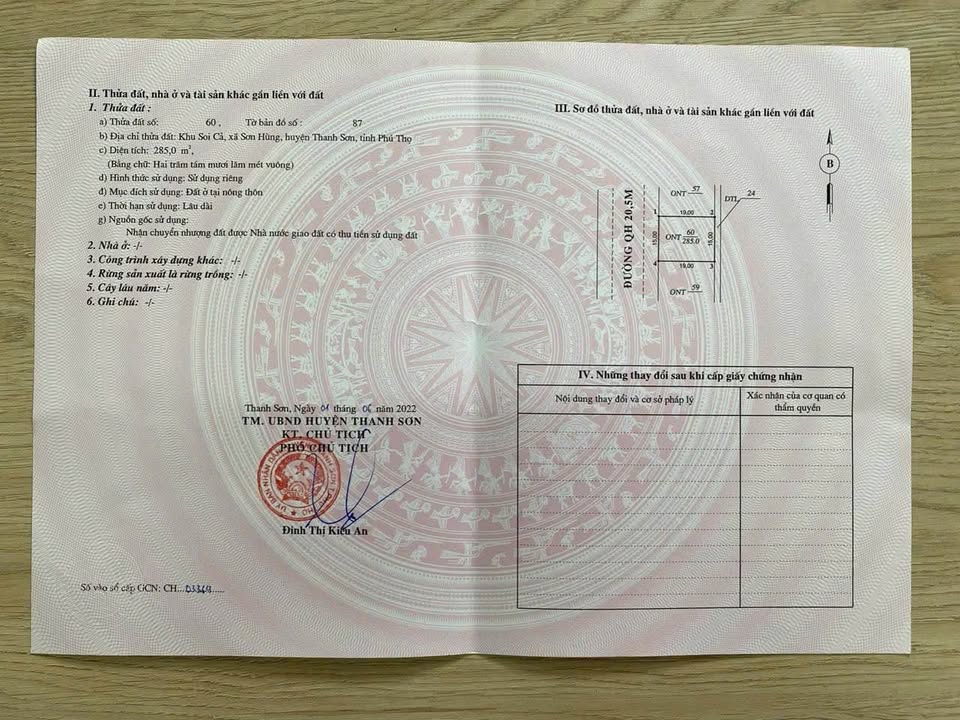 II. Thửa đất, nhà ở và tài sản khác gắn liền với đất
1. Thửa đất :
a) Thửa đất số: 60 , Tờ bản đồ số : 87
b) Địa chỉ thửa đất: Khu Soi Cả, xã Sơn Hùng, huyện Thanh Sơn, tỉnh Phú Thọ
c) Diện tích: 285,0 m²,
(Bằng chữ: Hai trăm tám mươi lăm mét vuông)
d) Hình thức sử dụng: Sử dụng riêng
đ) Mục đích sử dụng: Đất ở tại nông thôn
e) Thời hạn sử dụng: Lâu dài
g) Nguồn gốc sử dụng:
Nhận chuyển nhượng đất được Nhà nước giao đất có thu tiền sử dụng đất
2. Nhà ở: -/-
3. Công trình xây dựng khác: -/-
4. Rừng sản xuất là rừng trồng: -/-
5. Cây lâu năm: -/-
6. Ghi chú: -/-
Thanh Sơn, Ngày 01 tháng 06 năm 2022
TM. UBND HUYỆN THANH SƠN
KT. CHỦ TỊCH
PHÓ CHỦ TỊCH
Đinh Thị Kiều An
Số vào sổ cấp GCN: CH...03369.....
III. Sơ đồ thửa đất, nhà ở và tài sản khác gắn liền với đất
B
ĐƯỜNG QH 20,5M
ONT 57
DTL 24
1 19,00 2
15,00
ONT 60
285.0
15,00
4 19,00 3
ONT 59
IV. Những thay đổi sau khi cấp giấy chứng nhận
Nội dung thay đổi và cơ sở pháp lý
Xác nhận của cơ quan có
thẩm quyền